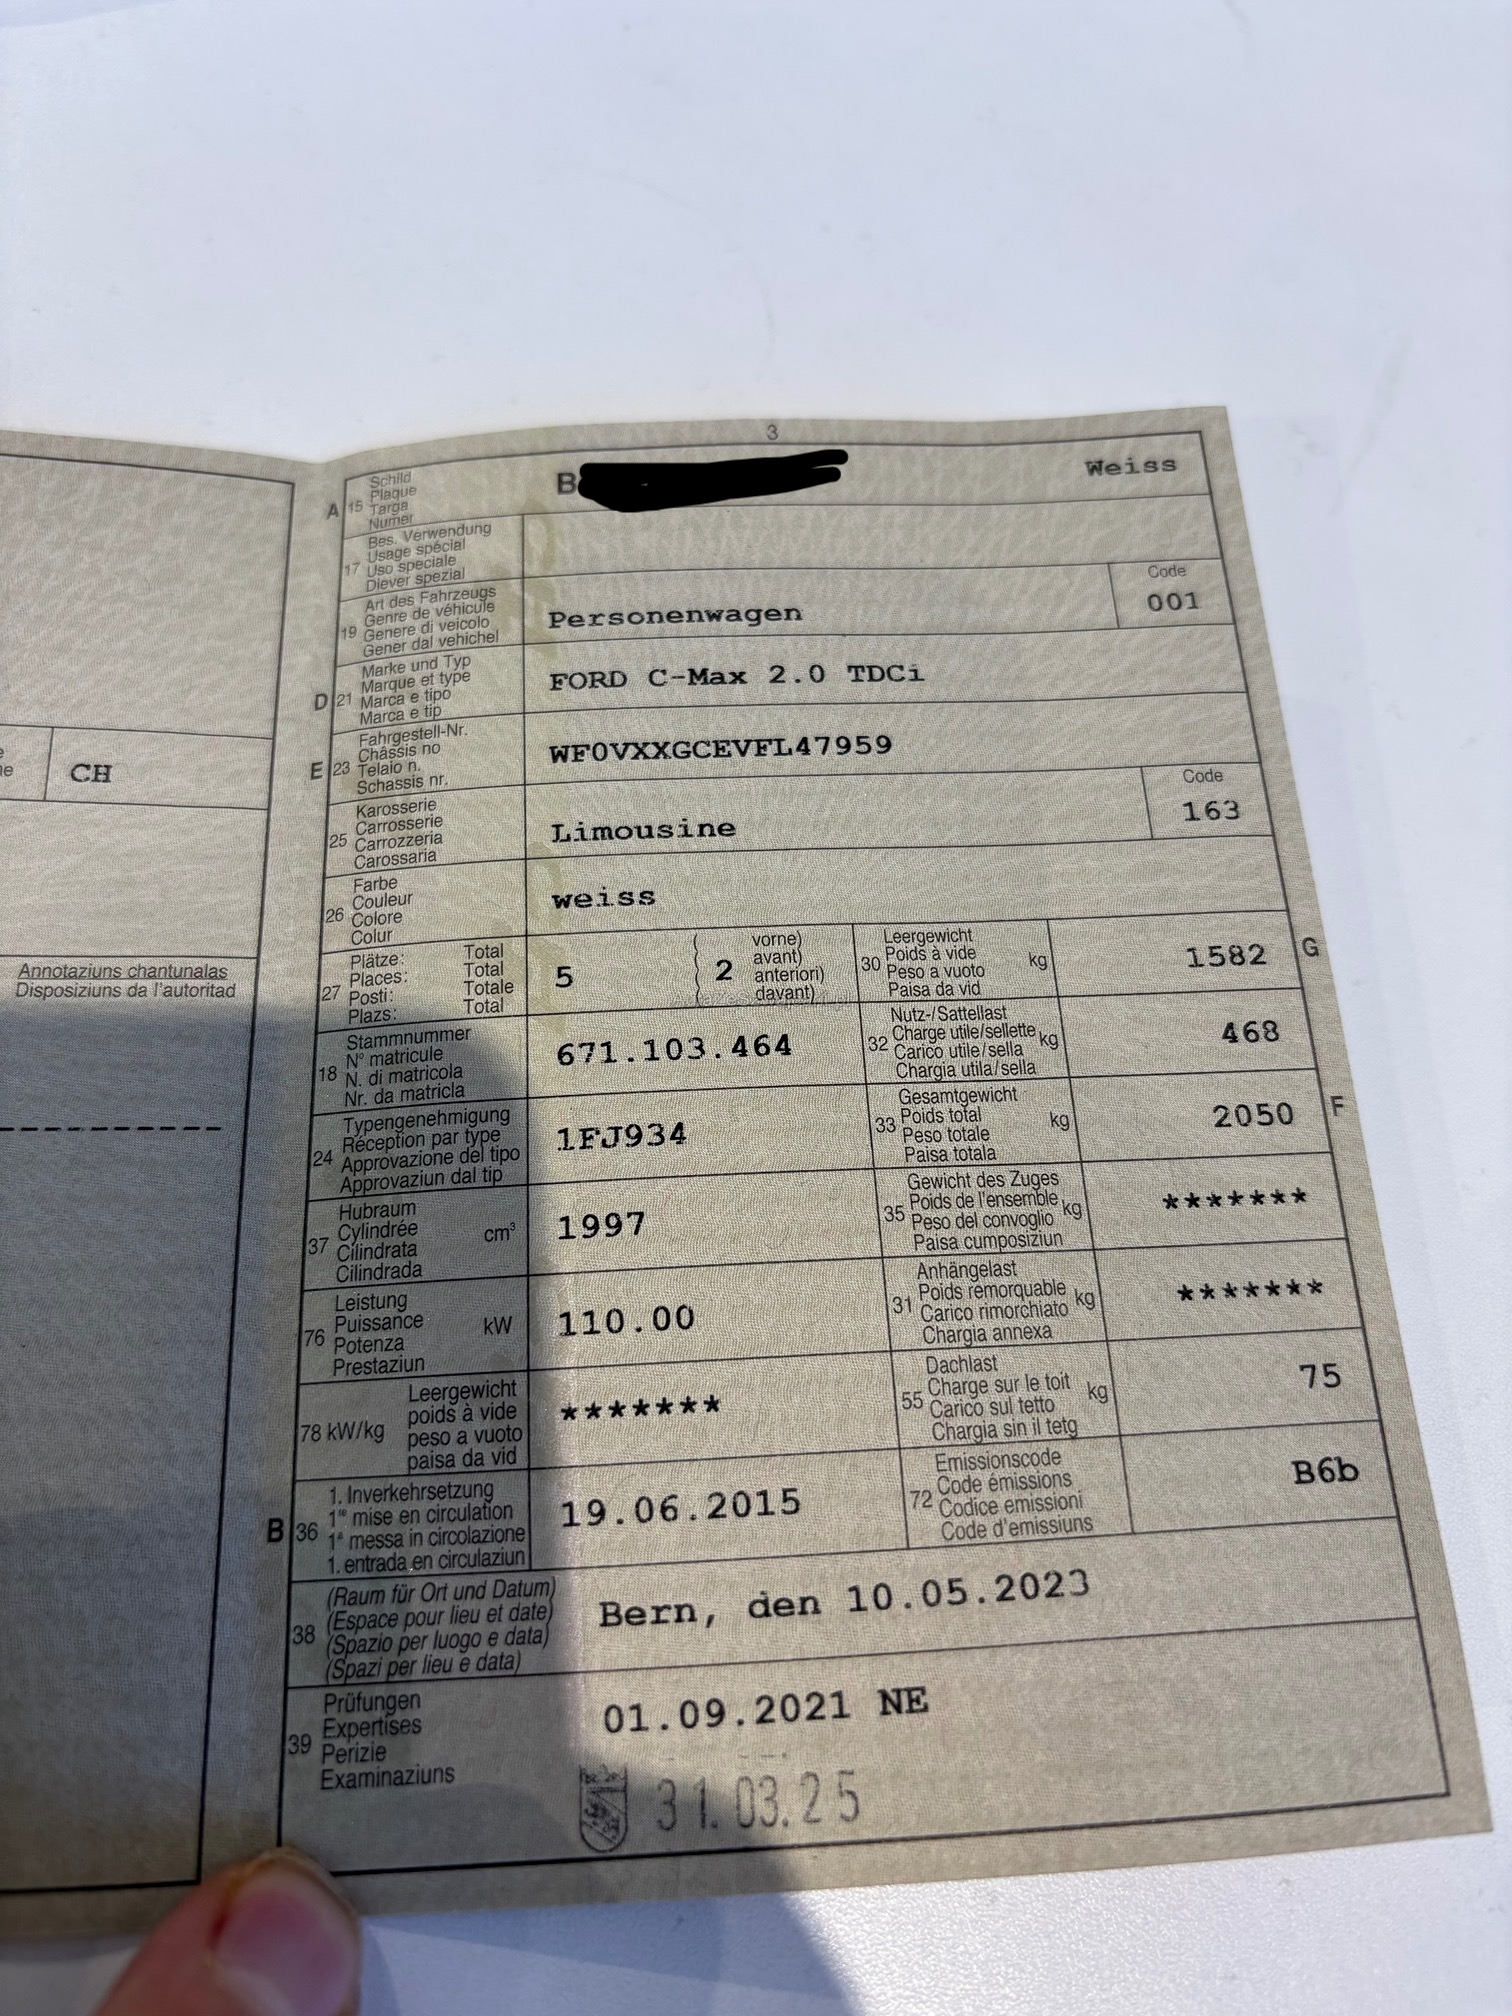 3
A 15 Schild
Plaque
Targa
Numer
B
Weiss
17 Bes. Verwendung
Usage spécial
Uso speciale
Diever spezial
19 Art des Fahrzeugs
Genre de véhicule
Genere di veicolo
Gener dal vehichel
Personenwagen
Code
001
D 21 Marke und Typ
Marque et type
Marca e tipo
Marca e tip
FORD C-Max 2.0 TDCi
E 23 Fahrgestell-Nr.
Châssis no
Telaio n.
Schassis nr.
WF0VXXGCEVFL47959
25 Karosserie
Carrosserie
Carrozzeria
Carossaria
Limousine
Code
163
26 Farbe
Couleur
Colore
Colur
weiss
27 Plätze: Total
Places: Total
Posti: Totale
Plazs: Total
5
2
vorne)
avant)
anteriori)
davant)
30 Leergewicht
Poids à vide
Peso a vuoto
Paisa da vid
kg
1582
G
18 Stammnummer
N° matricule
N. di matricola
Nr. da matricla
671.103.464
32 Nutz-/Sattellast
Charge utile/sellette
Carico utile/sella
Chargia utila/sella
kg
468
24 Typengenehmigung
Réception par type
Approvazione del tipo
Approvaziun dal tip
1FJ934
33 Gesamtgewicht
Poids total
Peso totale
Paisa totala
kg
2050
F
37 Hubraum
Cylindrée
Cilindrata
Cilindrada
cm³
1997
35 Gewicht des Zuges
Poids de l'ensemble
Peso del convoglio
Paisa cumposiziun
kg
*******
76 Leistung
Puissance
Potenza
Prestaziun
kW
110.00
31 Anhängelast
Poids remorquable
Carico rimorchiato
Chargia annexa
kg
*******
78 kW/kg
Leergewicht
poids à vide
peso a vuoto
paisa da vid
*******
55 Dachlast
Charge sur le toit
Carico sul tetto
Chargia sin il tetg
kg
75
B 36 1. Inverkehrsetzung
1re mise en circulation
1a messa in circolazione
1. entrada en circulaziun
19.06.2015
72 Emissionscode
Code émissions
Codice emissioni
Code d'emissiuns
B6b
38 (Raum für Ort und Datum)
(Espace pour lieu et date)
(Spazio per luogo e data)
(Spazi per lieu e data)
Bern, den 10.05.2023
39 Prüfungen
Expertises
Perizie
Examinaziuns
01.09.2021 NE
31.03.25
CH
Annotaziuns chantunalas
Disposiziuns da l'autoritad